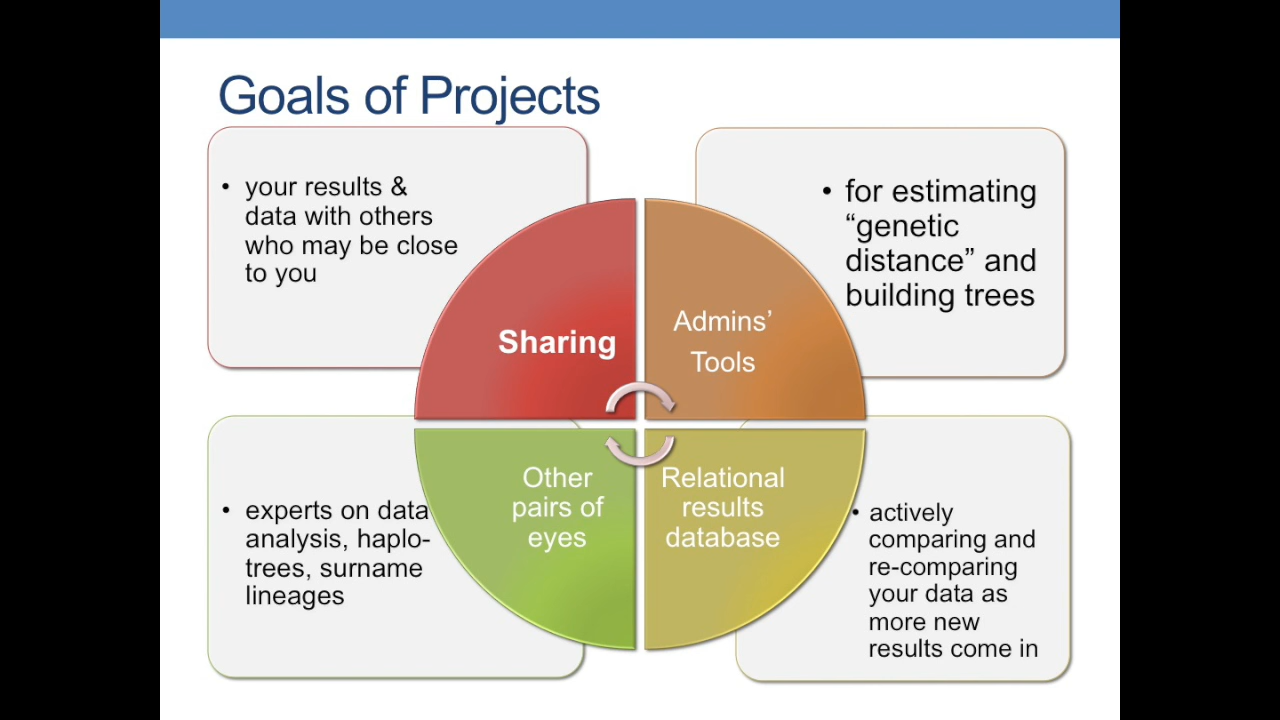 Goals of Projects
• your results &
data with others
who may be close
to you
• for estimating
“genetic
distance” and
building trees
Sharing
Admins’
Tools
Other
pairs of
eyes
Relational
results
database
• experts on data
analysis, haplo-
trees, surname
lineages
• actively
comparing and
re-comparing
your data as
more new
results come in